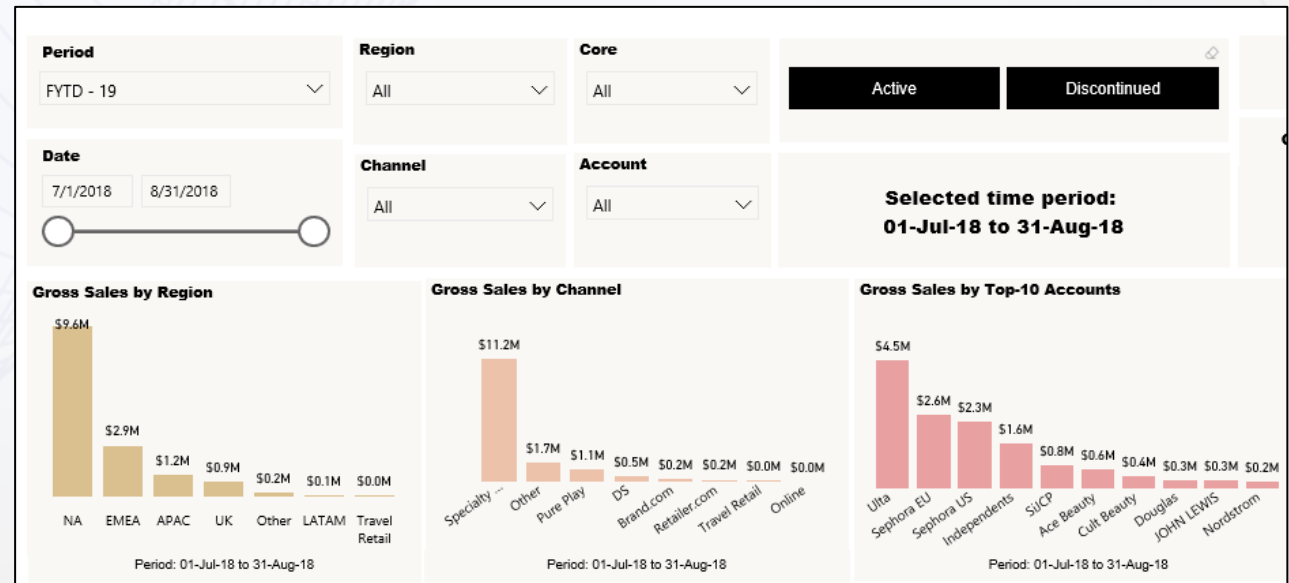 Period
FYTD - 19
Region
All
Core
All
Active
Discontinued
Date
7/1/2018
8/31/2018
Channel
All
Account
All
Selected time period:
01-Jul-18 to 31-Aug-18
Gross Sales by Region
$9.6M
$2.9M
$1.2M
$0.9M
$0.2M
$0.1M
$0.0M
NA
EMEA
APAC
UK
Other
LATAM
Travel
Retail
Period: 01-Jul-18 to 31-Aug-18
Gross Sales by Channel
$11.2M
$1.7M
$1.1M
$0.5M
$0.2M
$0.2M
$0.0M
$0.0M
Specialty ...
Other
Pure Play
DS
Brand.com
Retailer.com
Travel Retail
Online
Period: 01-Jul-18 to 31-Aug-18
Gross Sales by Top-10 Accounts
$4.5M
$2.6M
$2.3M
$1.6M
$0.8M
$0.6M
$0.4M
$0.3M
$0.3M
$0.2M
Ulta
Sephora EU
Sephora US
Independents
SiJCP
Ace Beauty
Cult Beauty
Douglas
JOHN LEWIS
Nordstrom
Period: 01-Jul-18 to 31-Aug-18